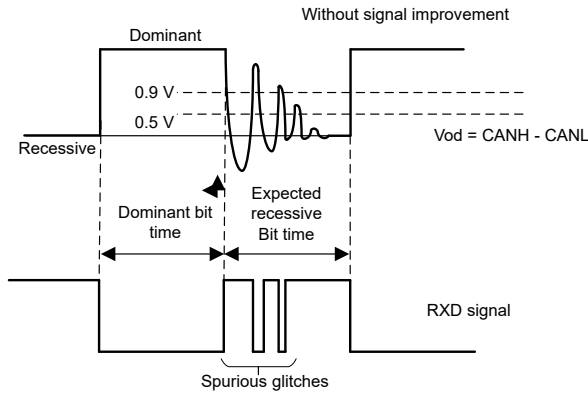 Without signal improvement
Dominant
0.9 V
0.5 V
Recessive
Vod = CANH - CANL
Dominant bit
time
Expected
recessive
Bit time
RXD signal
Spurious glitches